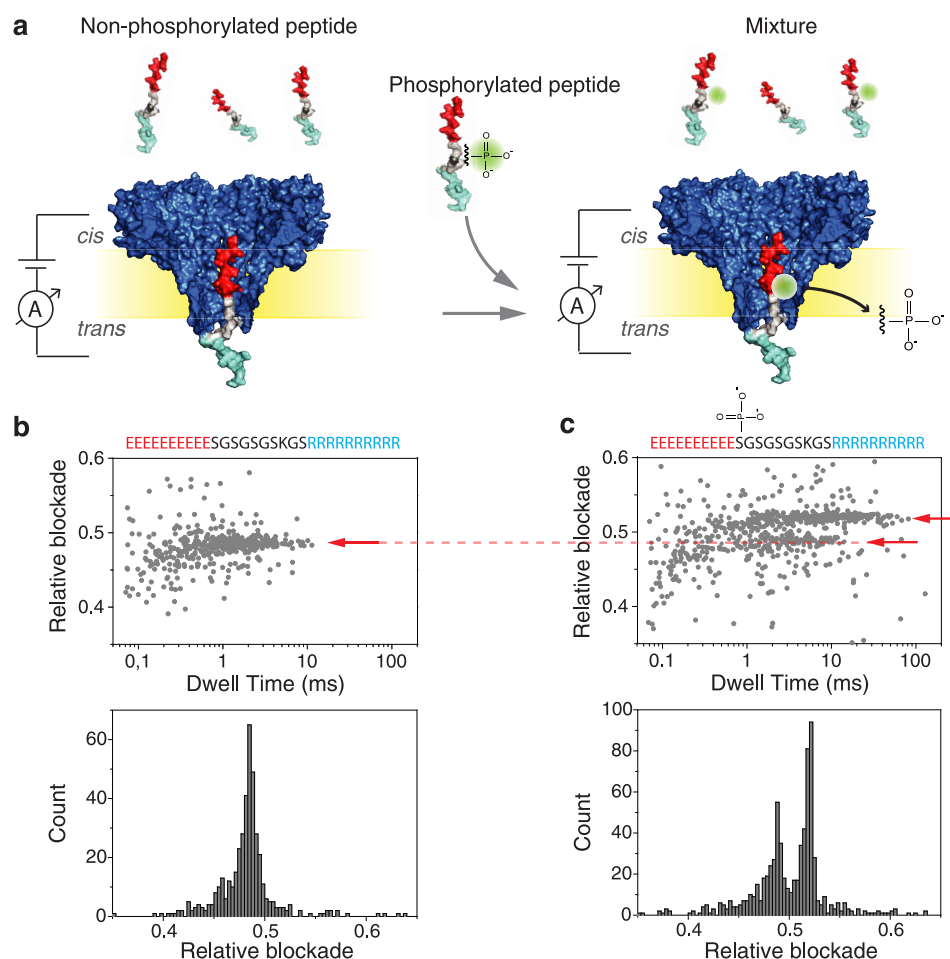 a
Non-phosphorylated peptide
Mixture
Phosphorylated peptide
O
P
O-
O-
cis
A
trans
cis
A
trans
O
P
O-
O-
b
EEEEEEEEEESGSGSGSKGSRRRRRRRRRR
0.6
0.5
0.4
Relative blockade
0,1
1
10
100
Dwell Time (ms)
60
40
20
0
Count
0.4
0.5
0.6
Relative blockade
c
O-
O
P
O-
EEEEEEEEEESGSGSGSKGSRRRRRRRRRR
0.6
0.5
0.4
Relative blockade
0.1
1
10
100
Dwell Time (ms)
100
80
60
40
20
0
Count
0.4
0.5
0.6
Relative blockade